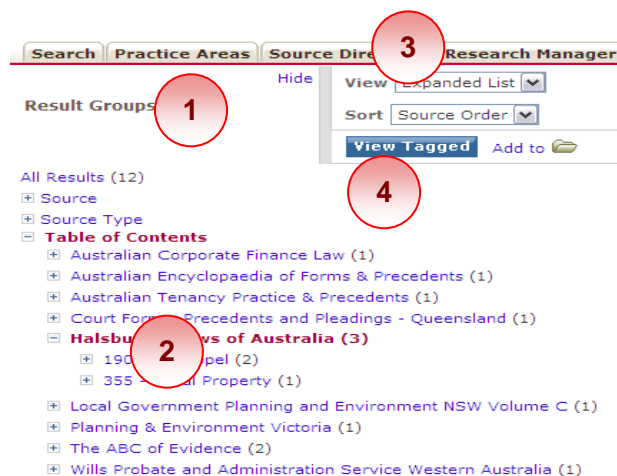 Search Practice Areas Source Dire 3 Research Manager
Hide
View Expanded List
Result Groups 1
Sort Source Order
View Tagged Add to
4
All Results (12)
Source
Source Type
Table of Contents
Australian Corporate Finance Law (1)
Australian Encyclopaedia of Forms & Precedents (1)
Australian Tenancy Practice & Precedents (1)
Court Forms Precedents and Pleadings - Queensland (1)
Halsbu 2 ws of Australia (3)
190 pel (2)
355 - al Property (1)
Local Government Planning and Environment NSW Volume C (1)
Planning & Environment Victoria (1)
The ABC of Evidence (2)
Wills Probate and Administration Service Western Australia (1)